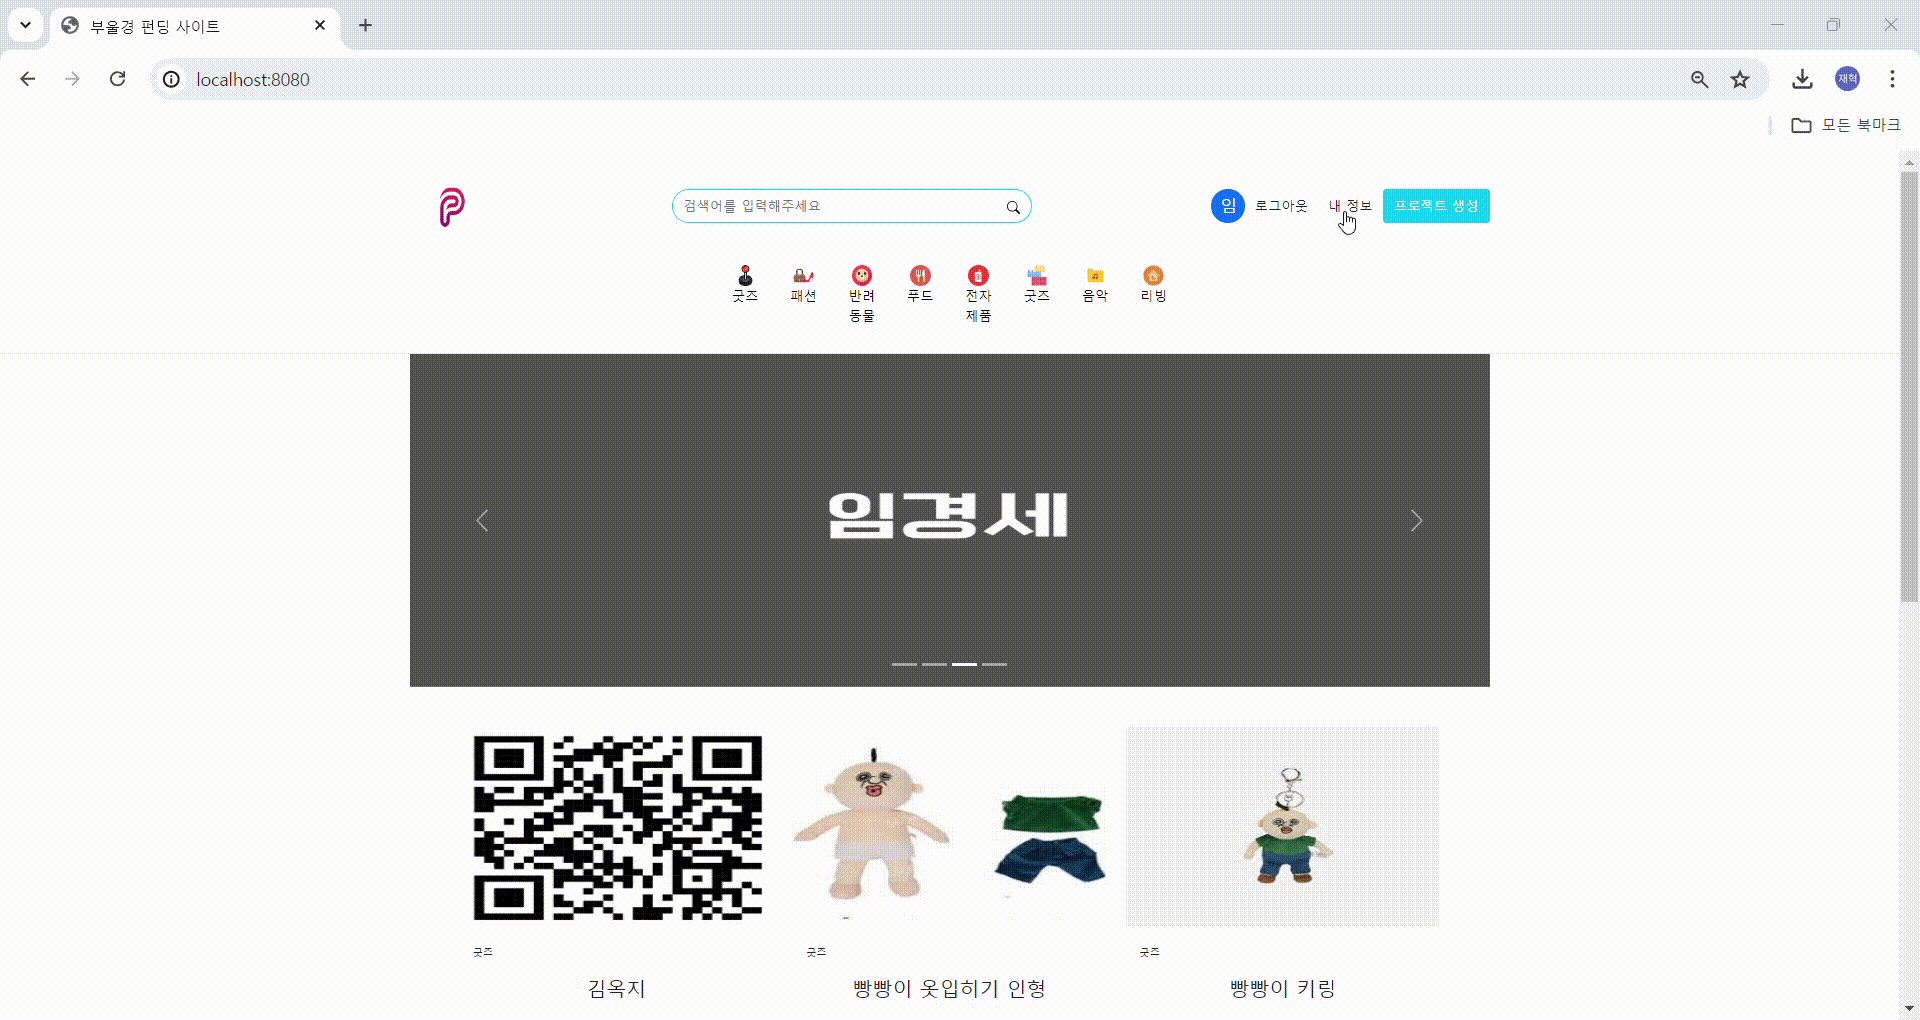 부울경 펀딩 사이트
localhost:8080
재혁
모든 북마크
검색어를 입력해주세요
임 로그아웃 내 정보 프로젝트 생성
굿즈 패션 반려 동물 푸드 전자 제품 굿즈 음악 리빙
임경세
굿즈 굿즈 굿즈
김옥지 빵빵이 옷입히기 인형 빵빵이 키링